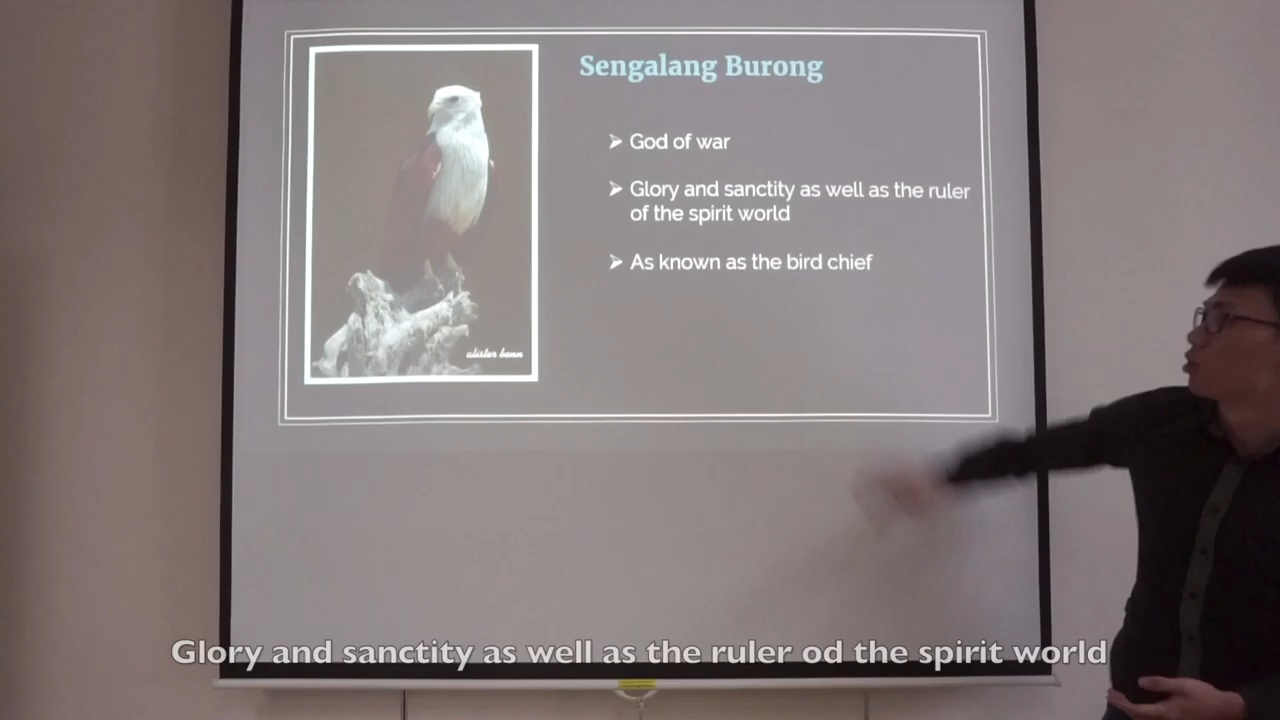 Sengalang Burong
➢ God of war
➢ Glory and sanctity as well as the ruler
of the spirit world
➢ As known as the bird chief
alister benn
Glory and sanctity as well as the ruler od the spirit world